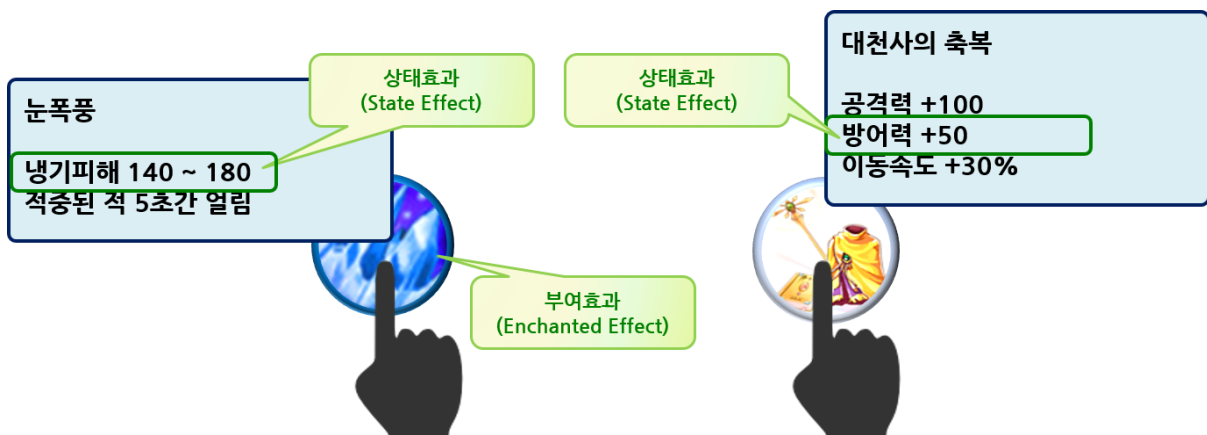 눈폭풍
냉기피해 140 ~ 180
적중된 적 5초간 얼림
상태효과
(State Effect)
부여효과
(Enchanted Effect)
상태효과
(State Effect)
대천사의 축복
공격력 +100
방어력 +50
이동속도 +30%